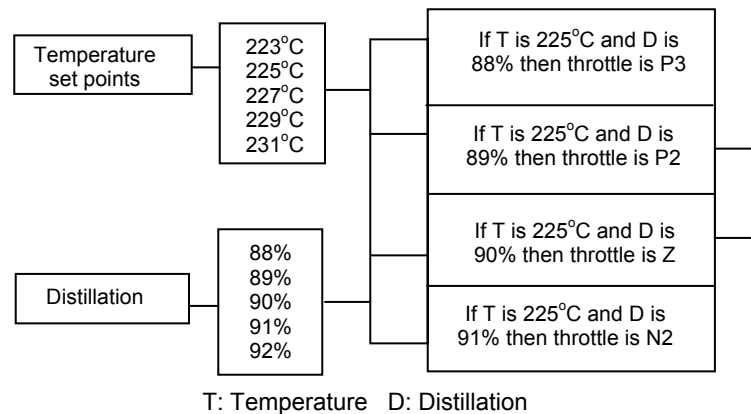 Temperature
set points
223°C
225°C
227°C
229°C
231°C
If T is 225°C and D is
88% then throttle is P3
If T is 225°C and D is
89% then throttle is P2
If T is 225°C and D is
90% then throttle is Z
If T is 225°C and D is
91% then throttle is N2
Distillation
88%
89%
90%
91%
92%
T: Temperature D: Distillation